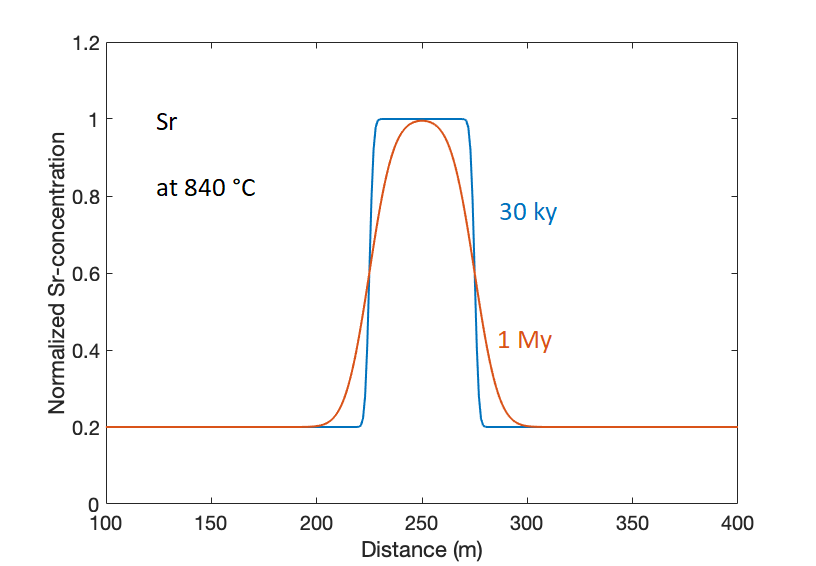 1.2
1
0.8
0.6
0.4
0.2
0
Normalized Sr-concentration
Sr
at 840 °C
30 ky
1 My
100 150 200 250 300 350 400
Distance (m)